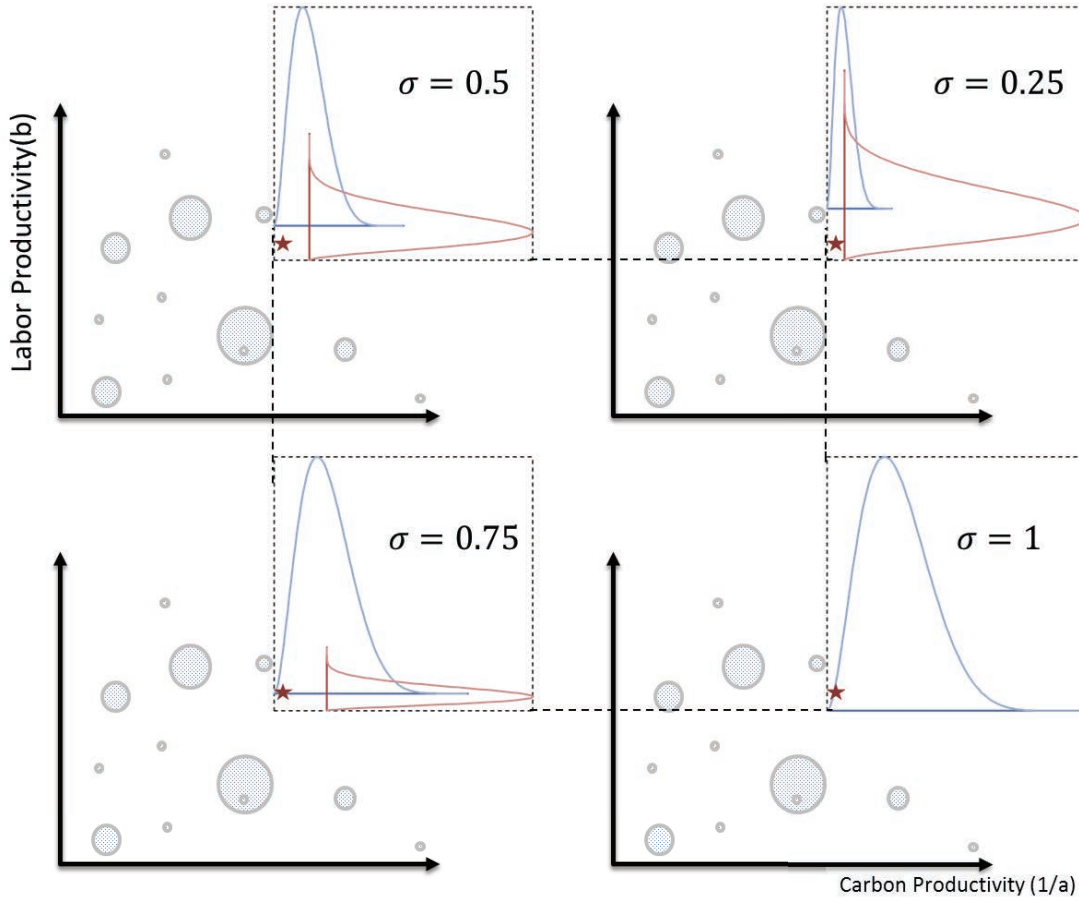 σ = 0.5
σ = 0.25
Labor Productivity(b)
σ = 0.75
σ = 1
Carbon Productivity (1/a)